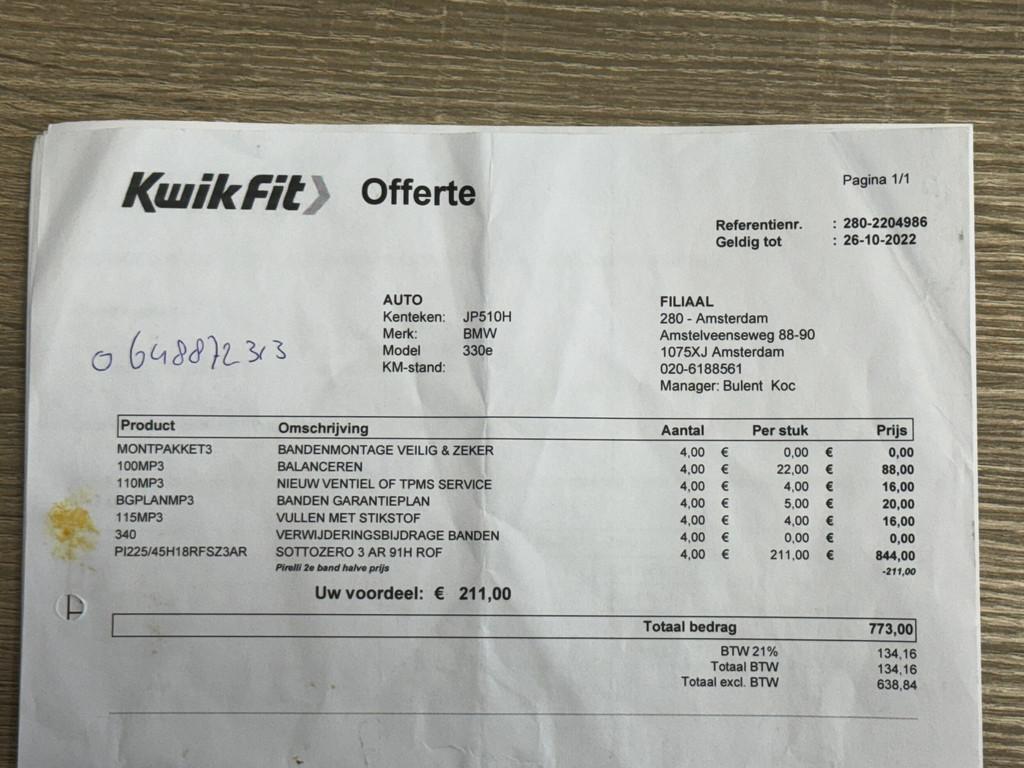 KwikFit Offerte
Pagina 1/1
Referentienr. : 280-2204986
Geldig tot : 26-10-2022
AUTO
Kenteken: JP510H
Merk: BMW
Model 330e
KM-stand:
FILIAAL
280 - Amsterdam
Amstelveenseweg 88-90
1075XJ Amsterdam
020-6188561
Manager: Bulent Koc
0648872313
Product Omschrijving Aantal Per stuk Prijs
MONTPAKKET3 BANDENMONTAGE VEILIG & ZEKER 4,00 € 0,00 € 0,00
100MP3 BALANCEREN 4,00 € 22,00 € 88,00
110MP3 NIEUW VENTIEL OF TPMS SERVICE 4,00 € 4,00 € 16,00
BGPLANMP3 BANDEN GARANTIEPLAN 4,00 € 5,00 € 20,00
115MP3 VULLEN MET STIKSTOF 4,00 € 4,00 € 16,00
340 VERWIJDERINGSBIJDRAGE BANDEN 4,00 € 0,00 € 0,00
PI225/45H18RFSZ3AR SOTTOZERO 3 AR 91H ROF 4,00 € 211,00 € 844,00
Pirelli 2e band halve prijs -211,00
Uw voordeel: € 211,00
Totaal bedrag 773,00
BTW 21% 134,16
Totaal BTW 134,16
Totaal excl. BTW 638,84